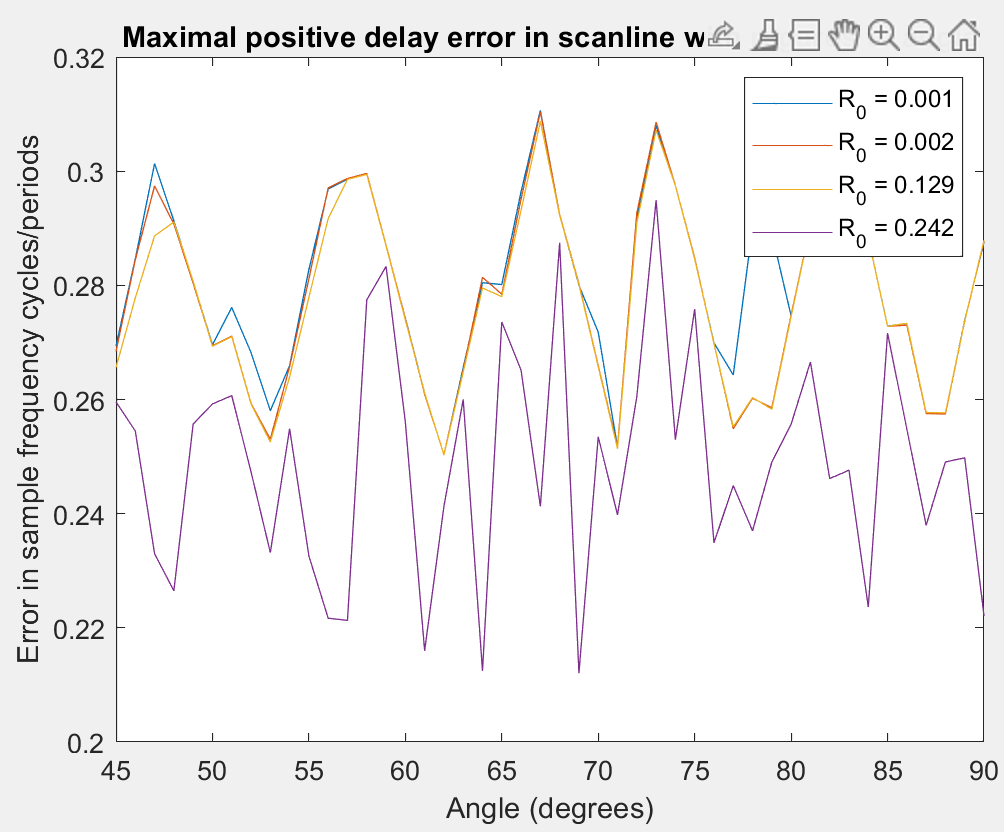 Maximal positive delay error in scanline w
0.32
0.3
0.28
0.26
0.24
0.22
0.2
Error in sample frequency cycles/periods
R0 = 0.001
R0 = 0.002
R0 = 0.129
R0 = 0.242
45 50 55 60 65 70 75 80 85 90
Angle (degrees)